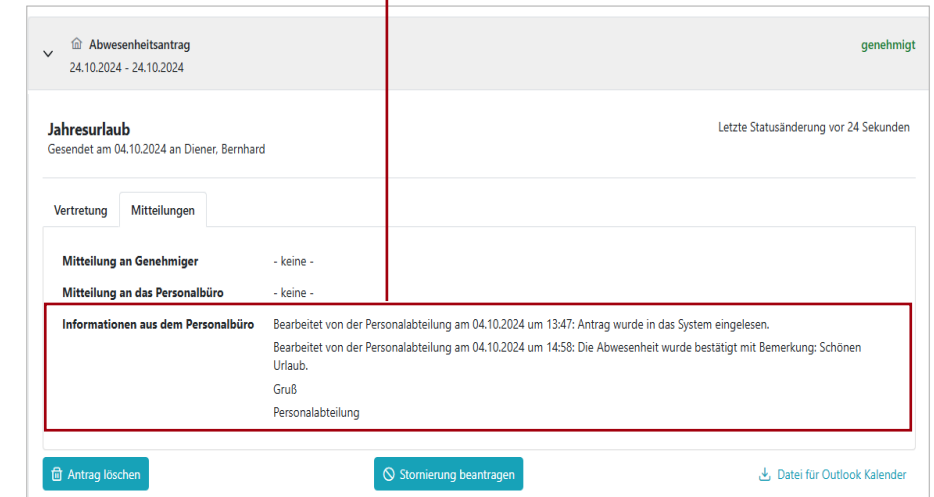 Abwesenheitsantrag
genehmigt
24.10.2024 - 24.10.2024
Jahresurlaub
Letzte Statusänderung vor 24 Sekunden
Gesendet am 04.10.2024 an Diener, Bernhard
Vertretung
Mitteilungen
Mitteilung an Genehmiger
- keine -
Mitteilung an das Personalbüro
- keine -
Informationen aus dem Personalbüro
Bearbeitet von der Personalabteilung am 04.10.2024 um 13:47: Antrag wurde in das System eingelesen.
Bearbeitet von der Personalabteilung am 04.10.2024 um 14:58: Die Abwesenheit wurde bestätigt mit Bemerkung: Schönen
Urlaub.
Gruß
Personalabteilung
Antrag löschen
Stornierung beantragen
Datei für Outlook Kalender